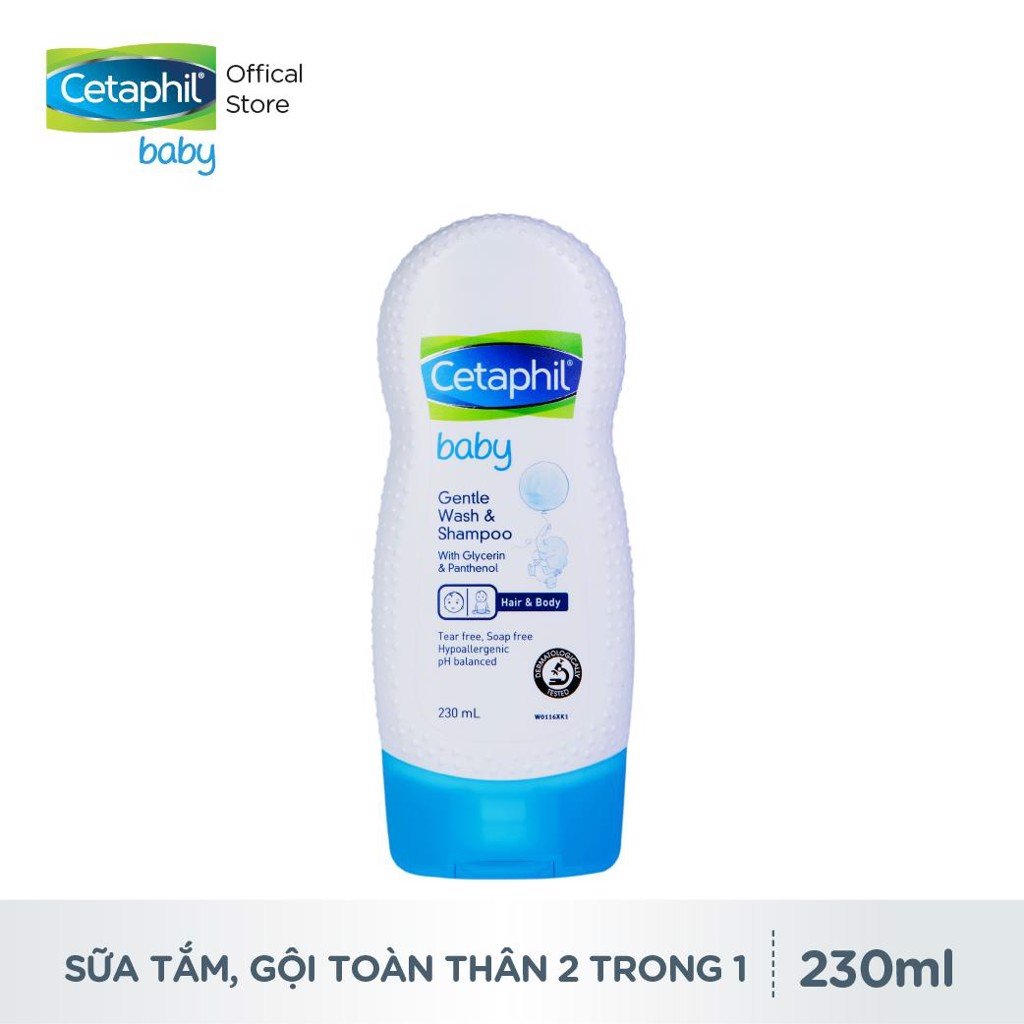 Cetaphil®
baby
Offical
Store
Cetaphil®
baby
Gentle
Wash &
Shampoo
With Glycerin
& Panthenol
Hair & Body
Tear free, Soap free
Hypoallergenic
pH balanced
DERMATOLOGICALLY
TESTED
230 mL
W0116XK1
SỮA TẮM, GỘI TOÀN THÂN 2 TRONG 1
230ml